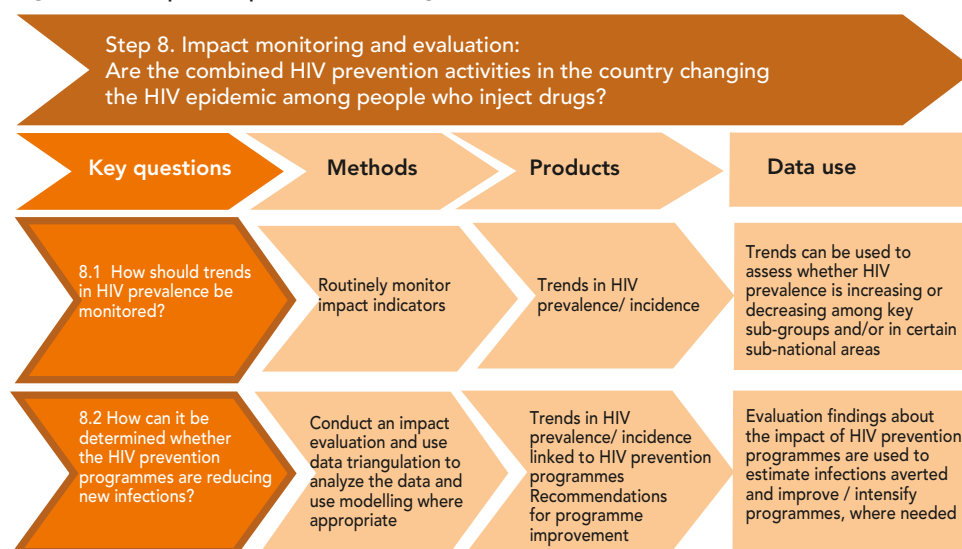 Step 8. Impact monitoring and evaluation:
Are the combined HIV prevention activities in the country changing
the HIV epidemic among people who inject drugs?
Key questions
Methods
Products
Data use
8.1 How should trends
in HIV prevalence be
monitored?
Routinely monitor
impact indicators
Trends in HIV
prevalence/ incidence
Trends can be used to
assess whether HIV
prevalence is increasing or
decreasing among key
sub-groups and/or in certain
sub-national areas
8.2 How can it be
determined whether
the HIV prevention
programmes are reducing
new infections?
Conduct an impact
evaluation and use
data triangulation to
analyze the data and
use modelling where
appropriate
Trends in HIV
prevalence/ incidence
linked to HIV prevention
programmes
Recommendations
for programme
improvement
Evaluation findings about
the impact of HIV prevention
programmes are used to
estimate infections averted
and improve / intensify
programmes, where needed